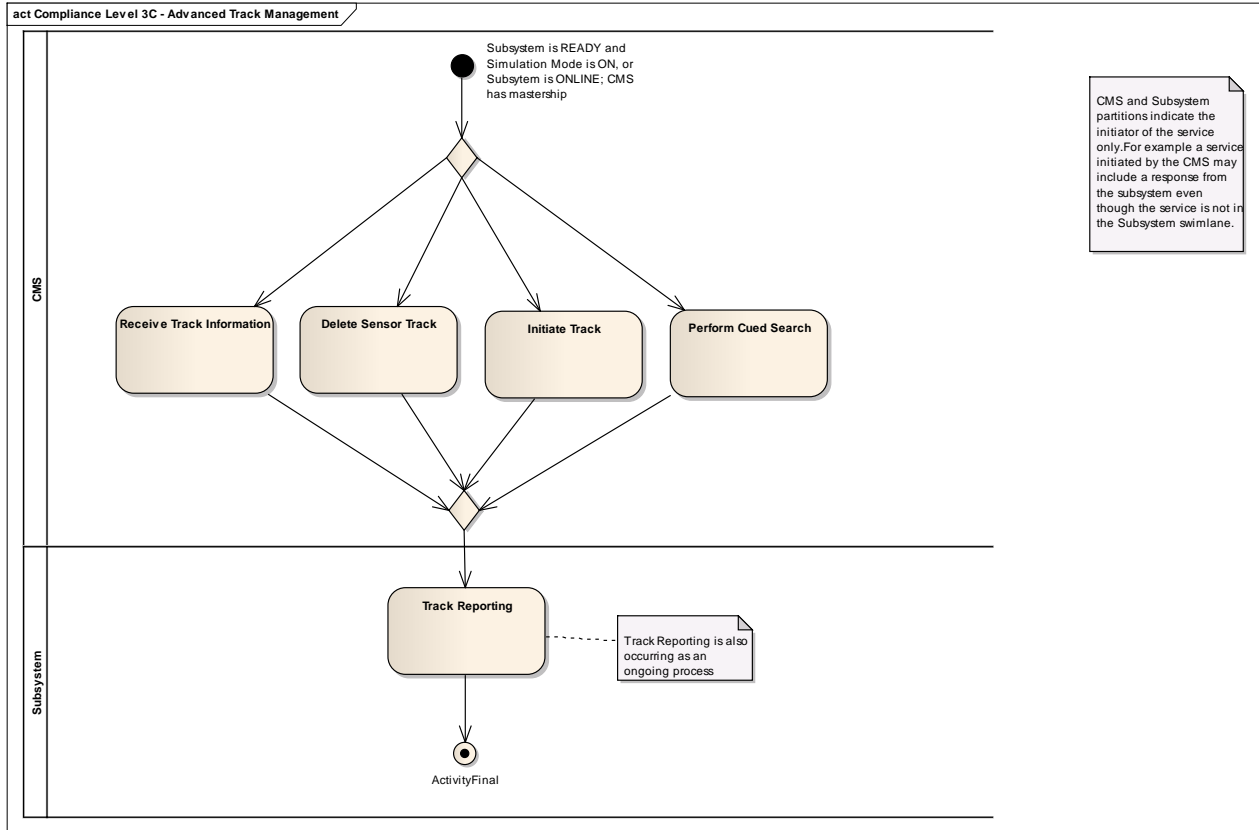 act Compliance Level 3C - Advanced Track Management
Subsystem is READY and
Simulation Mode is ON, or
Subsytem is ONLINE; CMS
has mastership
CMS and Subsystem
partitions indicate the
initiator of the service
only.For example a service
initiated by the CMS may
include a response from
the subsystem even
though the service is not in
the Subsystem swimlane.
CMS
Receive Track Information
Delete Sensor Track
Initiate Track
Perform Cued Search
Subsystem
Track Reporting
Track Reporting is also
occurring as an
ongoing process
ActivityFinal